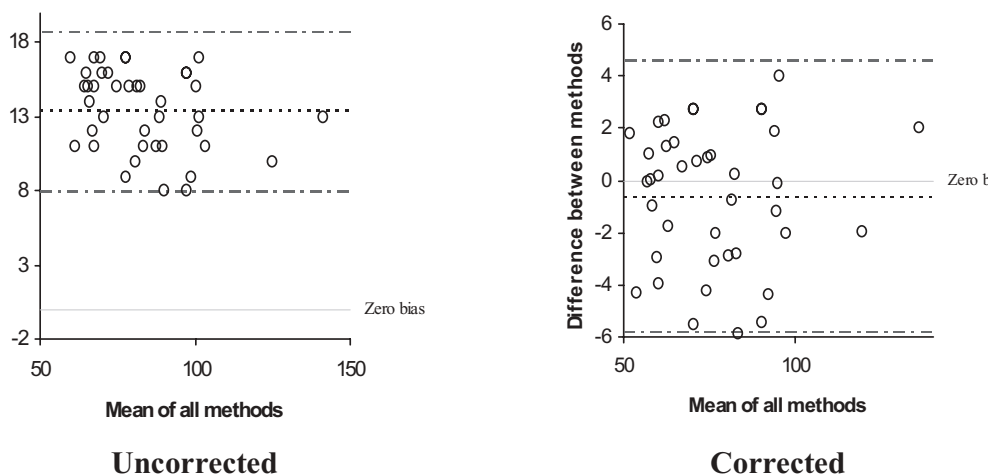 18
13
8
3
-2
50
100
150
Zero bias
Mean of all methods
Uncorrected
Difference between methods
6
4
2
0
-2
-4
-6
50
100
Zero b
Mean of all methods
Corrected